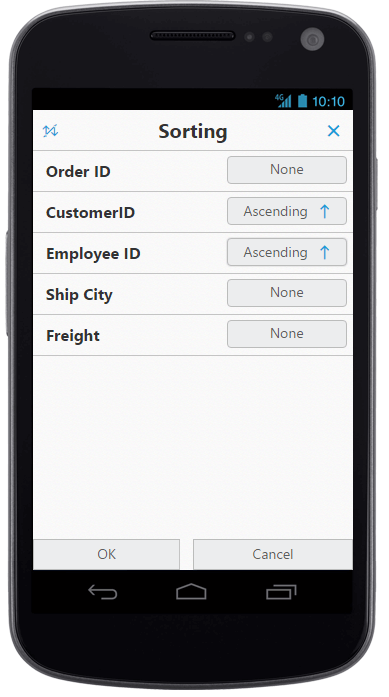 4G 10:10
Sorting
Order ID None
CustomerID Ascending
Employee ID Ascending
Ship City None
Freight None
OK Cancel